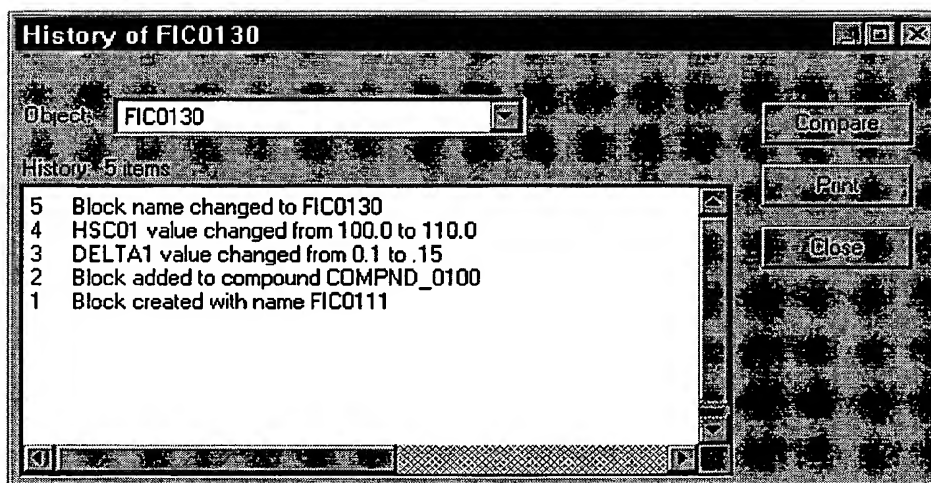 History of FIC0130
Object: FIC0130
Compare
History: 5 items
Print
Close
5 Block name changed to FIC0130
4 HSC01 value changed from 100.0 to 110.0
3 DELTA1 value changed from 0.1 to .15
2 Block added to compound COMPND_0100
1 Block created with name FIC0111